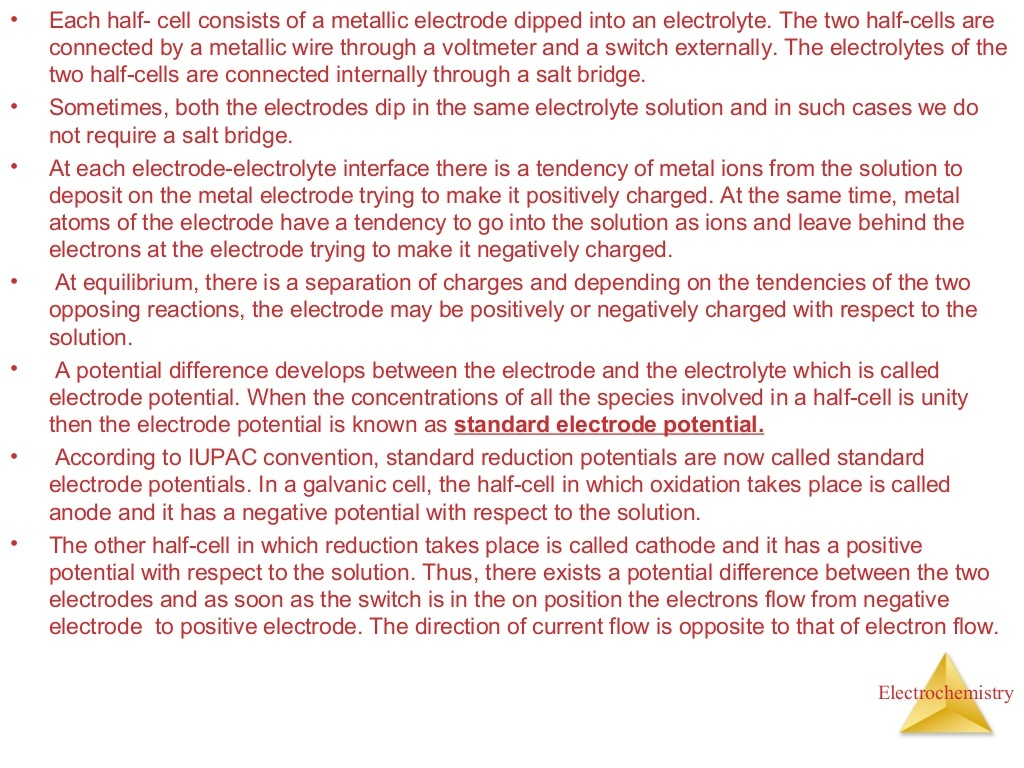 • Each half- cell consists of a metallic electrode dipped into an electrolyte. The two half-cells are
connected by a metallic wire through a voltmeter and a switch externally. The electrolytes of the
two half-cells are connected internally through a salt bridge.
• Sometimes, both the electrodes dip in the same electrolyte solution and in such cases we do
not require a salt bridge.
• At each electrode-electrolyte interface there is a tendency of metal ions from the solution to
deposit on the metal electrode trying to make it positively charged. At the same time, metal
atoms of the electrode have a tendency to go into the solution as ions and leave behind the
electrons at the electrode trying to make it negatively charged.
• At equilibrium, there is a separation of charges and depending on the tendencies of the two
opposing reactions, the electrode may be positively or negatively charged with respect to the
solution.
• A potential difference develops between the electrode and the electrolyte which is called
electrode potential. When the concentrations of all the species involved in a half-cell is unity
then the electrode potential is known as standard electrode potential.
• According to IUPAC convention, standard reduction potentials are now called standard
electrode potentials. In a galvanic cell, the half-cell in which oxidation takes place is called
anode and it has a negative potential with respect to the solution.
• The other half-cell in which reduction takes place is called cathode and it has a positive
potential with respect to the solution. Thus, there exists a potential difference between the two
electrodes and as soon as the switch is in the on position the electrons flow from negative
electrode  to positive electrode. The direction of current flow is opposite to that of electron flow.
Electrochemistry